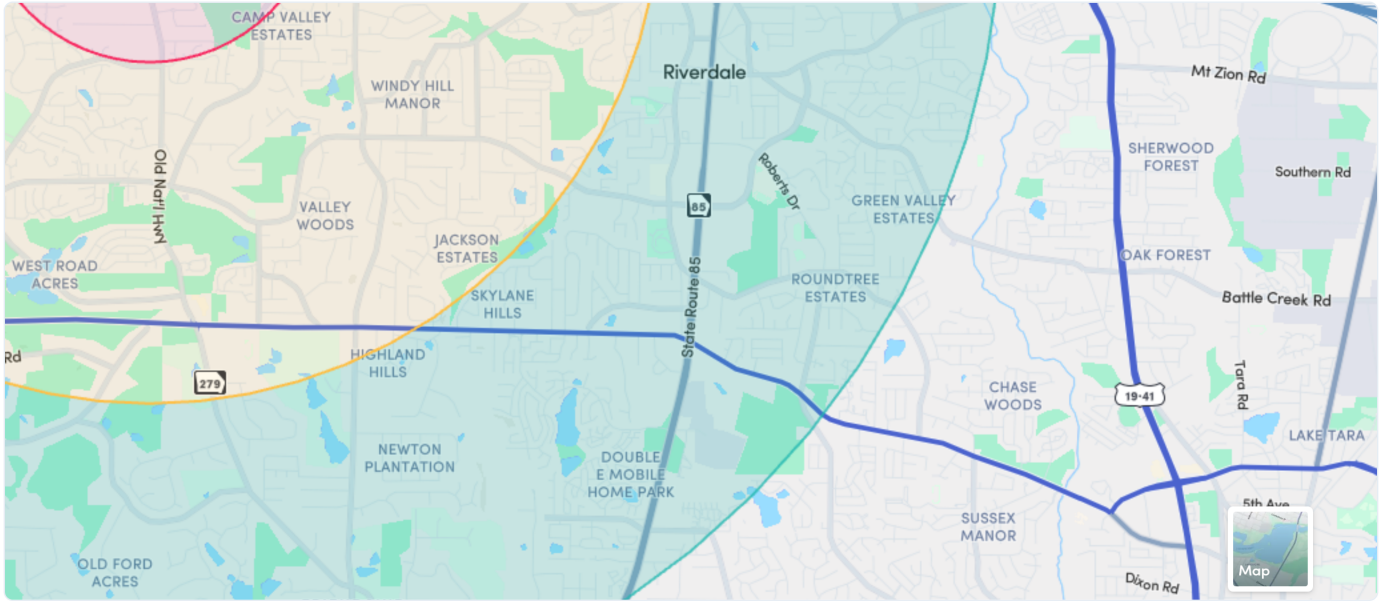 CAMP VALLEY
ESTATES
Riverdale
Mt Zion Rd
WINDY HILL
MANOR
SHERWOOD
FOREST
Southern Rd
Old Nat'l Hwy
Roberts Dr
85
GREEN VALLEY
ESTATES
VALLEY
WOODS
JACKSON
ESTATES
OAK FOREST
WEST ROAD
ACRES
State Route 85
ROUNDTREE
ESTATES
SKYLANE
HILLS
Battle Creek Rd
Rd
HIGHLAND
HILLS
279
CHASE
WOODS
19-41
Tara Rd
LAKE TARA
NEWTON
PLANTATION
DOUBLE
E MOBILE
HOME PARK
5th Ave
SUSSEX
MANOR
OLD FORD
ACRES
Map
Dixon Rd